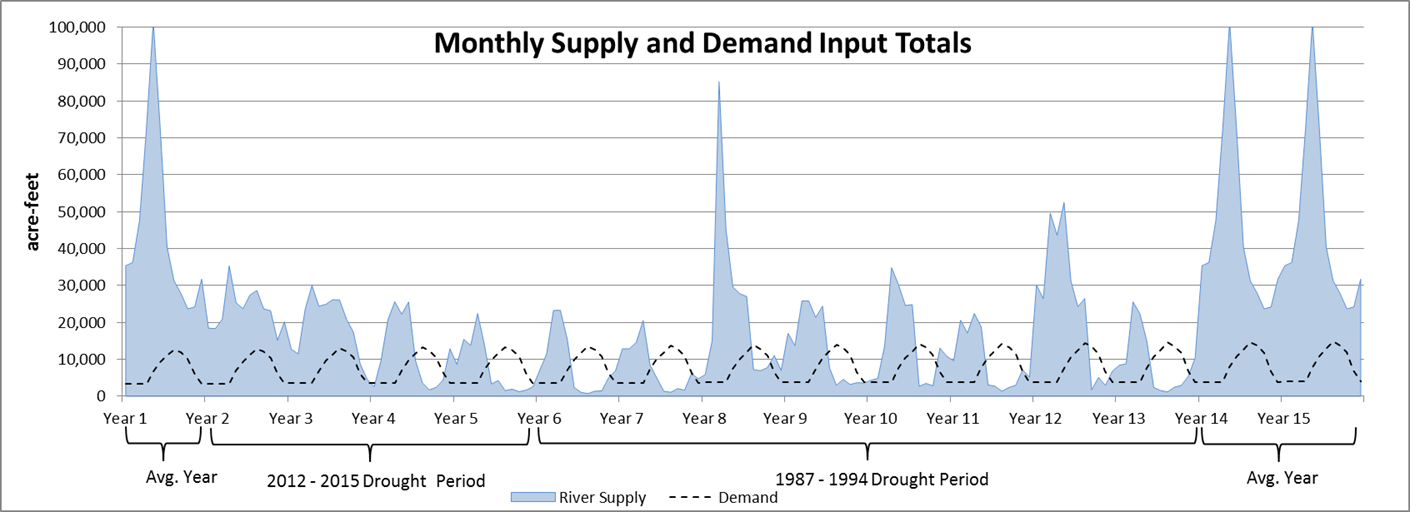 Monthly Supply and Demand Input Totals
acre-feet
100,000
90,000
80,000
70,000
60,000
50,000
40,000
30,000
20,000
10,000
0
Year 1 Year 2 Year 3 Year 4 Year 5 Year 6 Year 7 Year 8 Year 9 Year 10 Year 11 Year 12 Year 13 Year 14 Year 15
Avg. Year 2012 - 2015 Drought Period 1987 - 1994 Drought Period Avg. Year
River Supply Demand